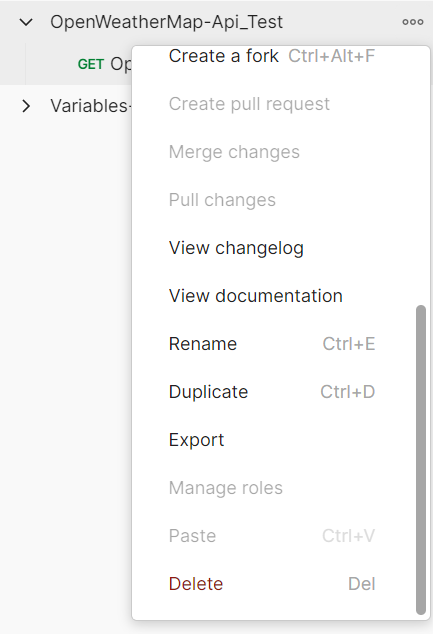 OpenWeatherMap-Api_Test
GET Op
Variables-
Create a fork Ctrl+Alt+F
Create pull request
Merge changes
Pull changes
View changelog
View documentation
Rename Ctrl+E
Duplicate Ctrl+D
Export
Manage roles
Paste Ctrl+V
Delete Del